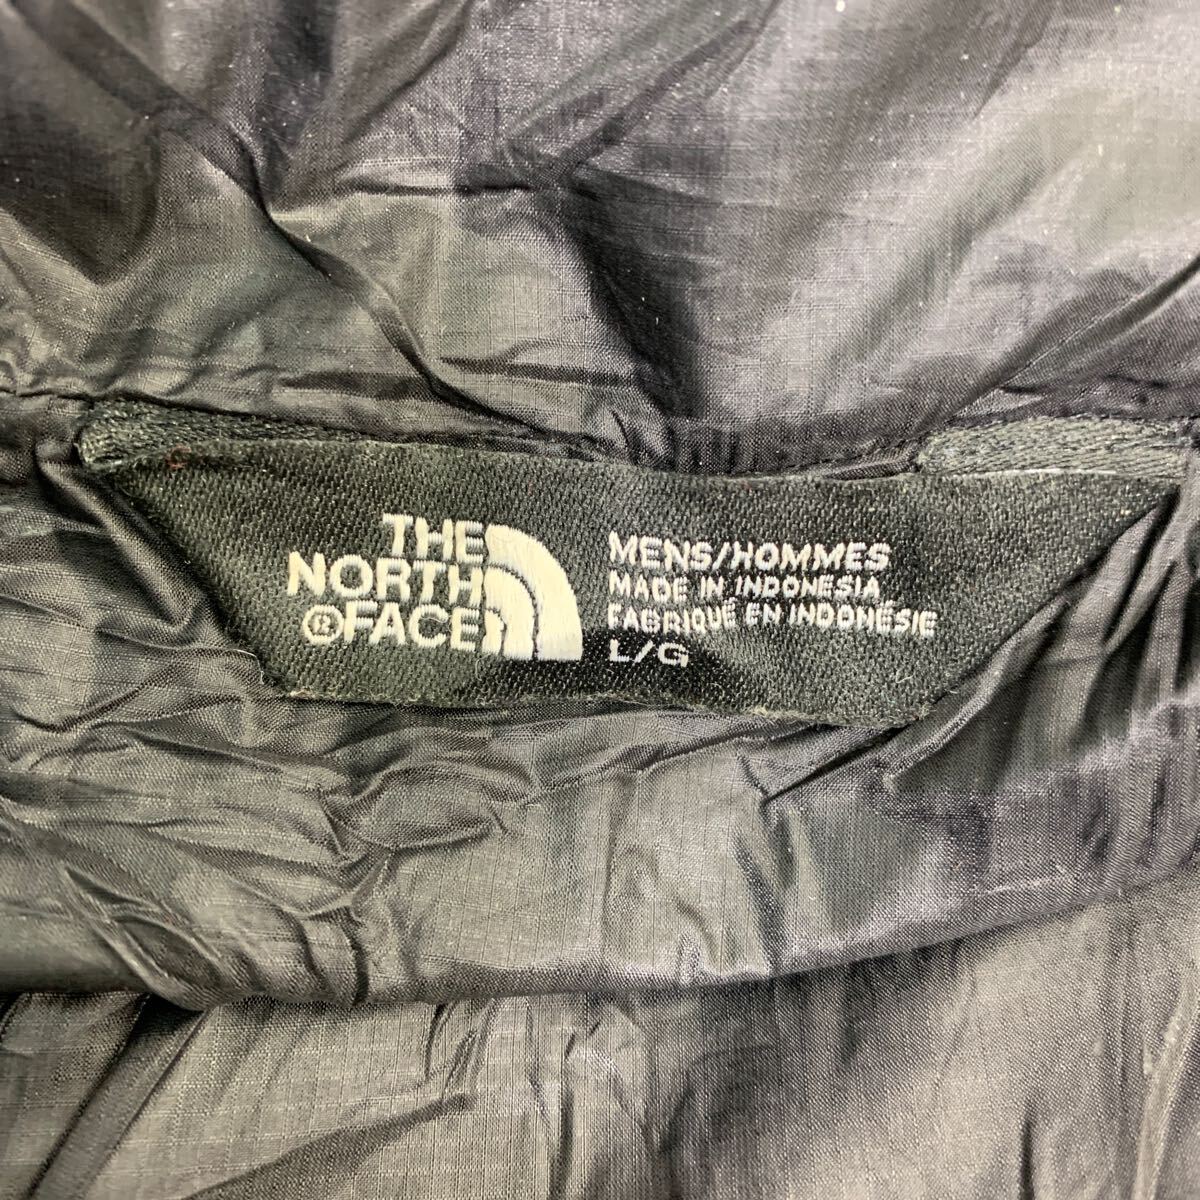 THE
NORTH
®FACE
MENS/HOMMES
MADE IN INDONESIA
FABRIQUÉ EN INDONÉSIE
L/G